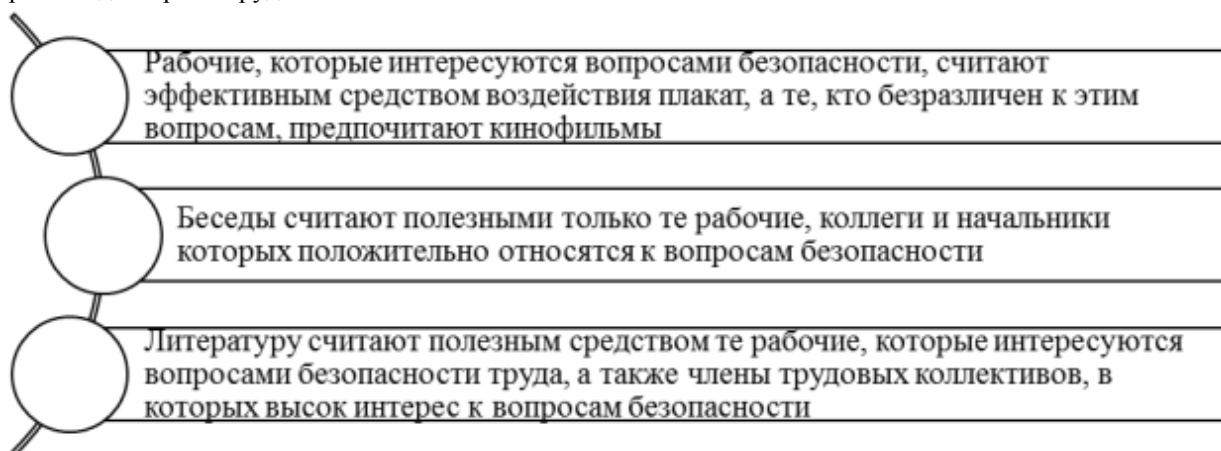 Рабочие, которые интересуются вопросами безопасности, считают
эффективным средством воздействия плакат, а те, кто безразличен к этим
вопросам, предпочитают кинофильмы
Беседы считают полезными только те рабочие, коллеги и начальники
которых положительно относятся к вопросам безопасности
Литературу считают полезным средством те рабочие, которые интересуются
вопросами безопасности труда, а также члены трудовых коллективов, в
которых высок интерес к вопросам безопасности